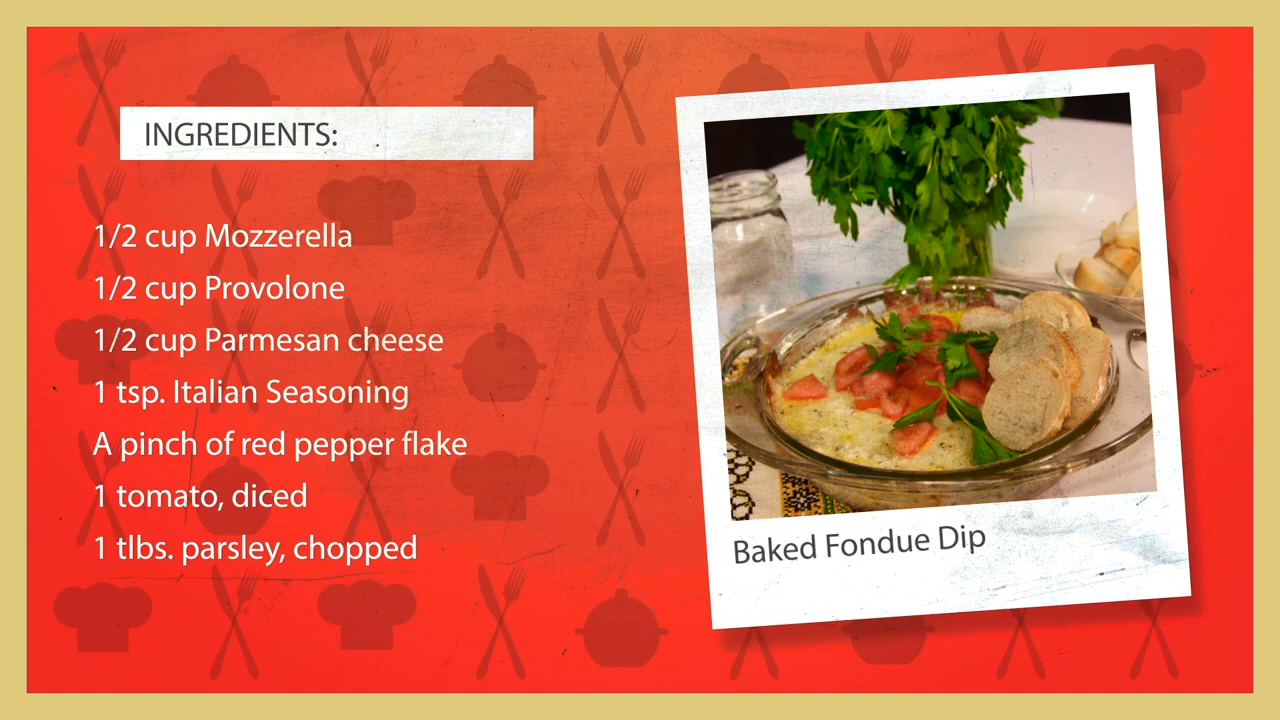 INGREDIENTS:
1/2 cup Mozzerella
1/2 cup Provolone
1/2 cup Parmesan cheese
1 tsp. Italian Seasoning
A pinch of red pepper flake
1 tomato, diced
1 tlbs. parsley, chopped
Baked Fondue Dip